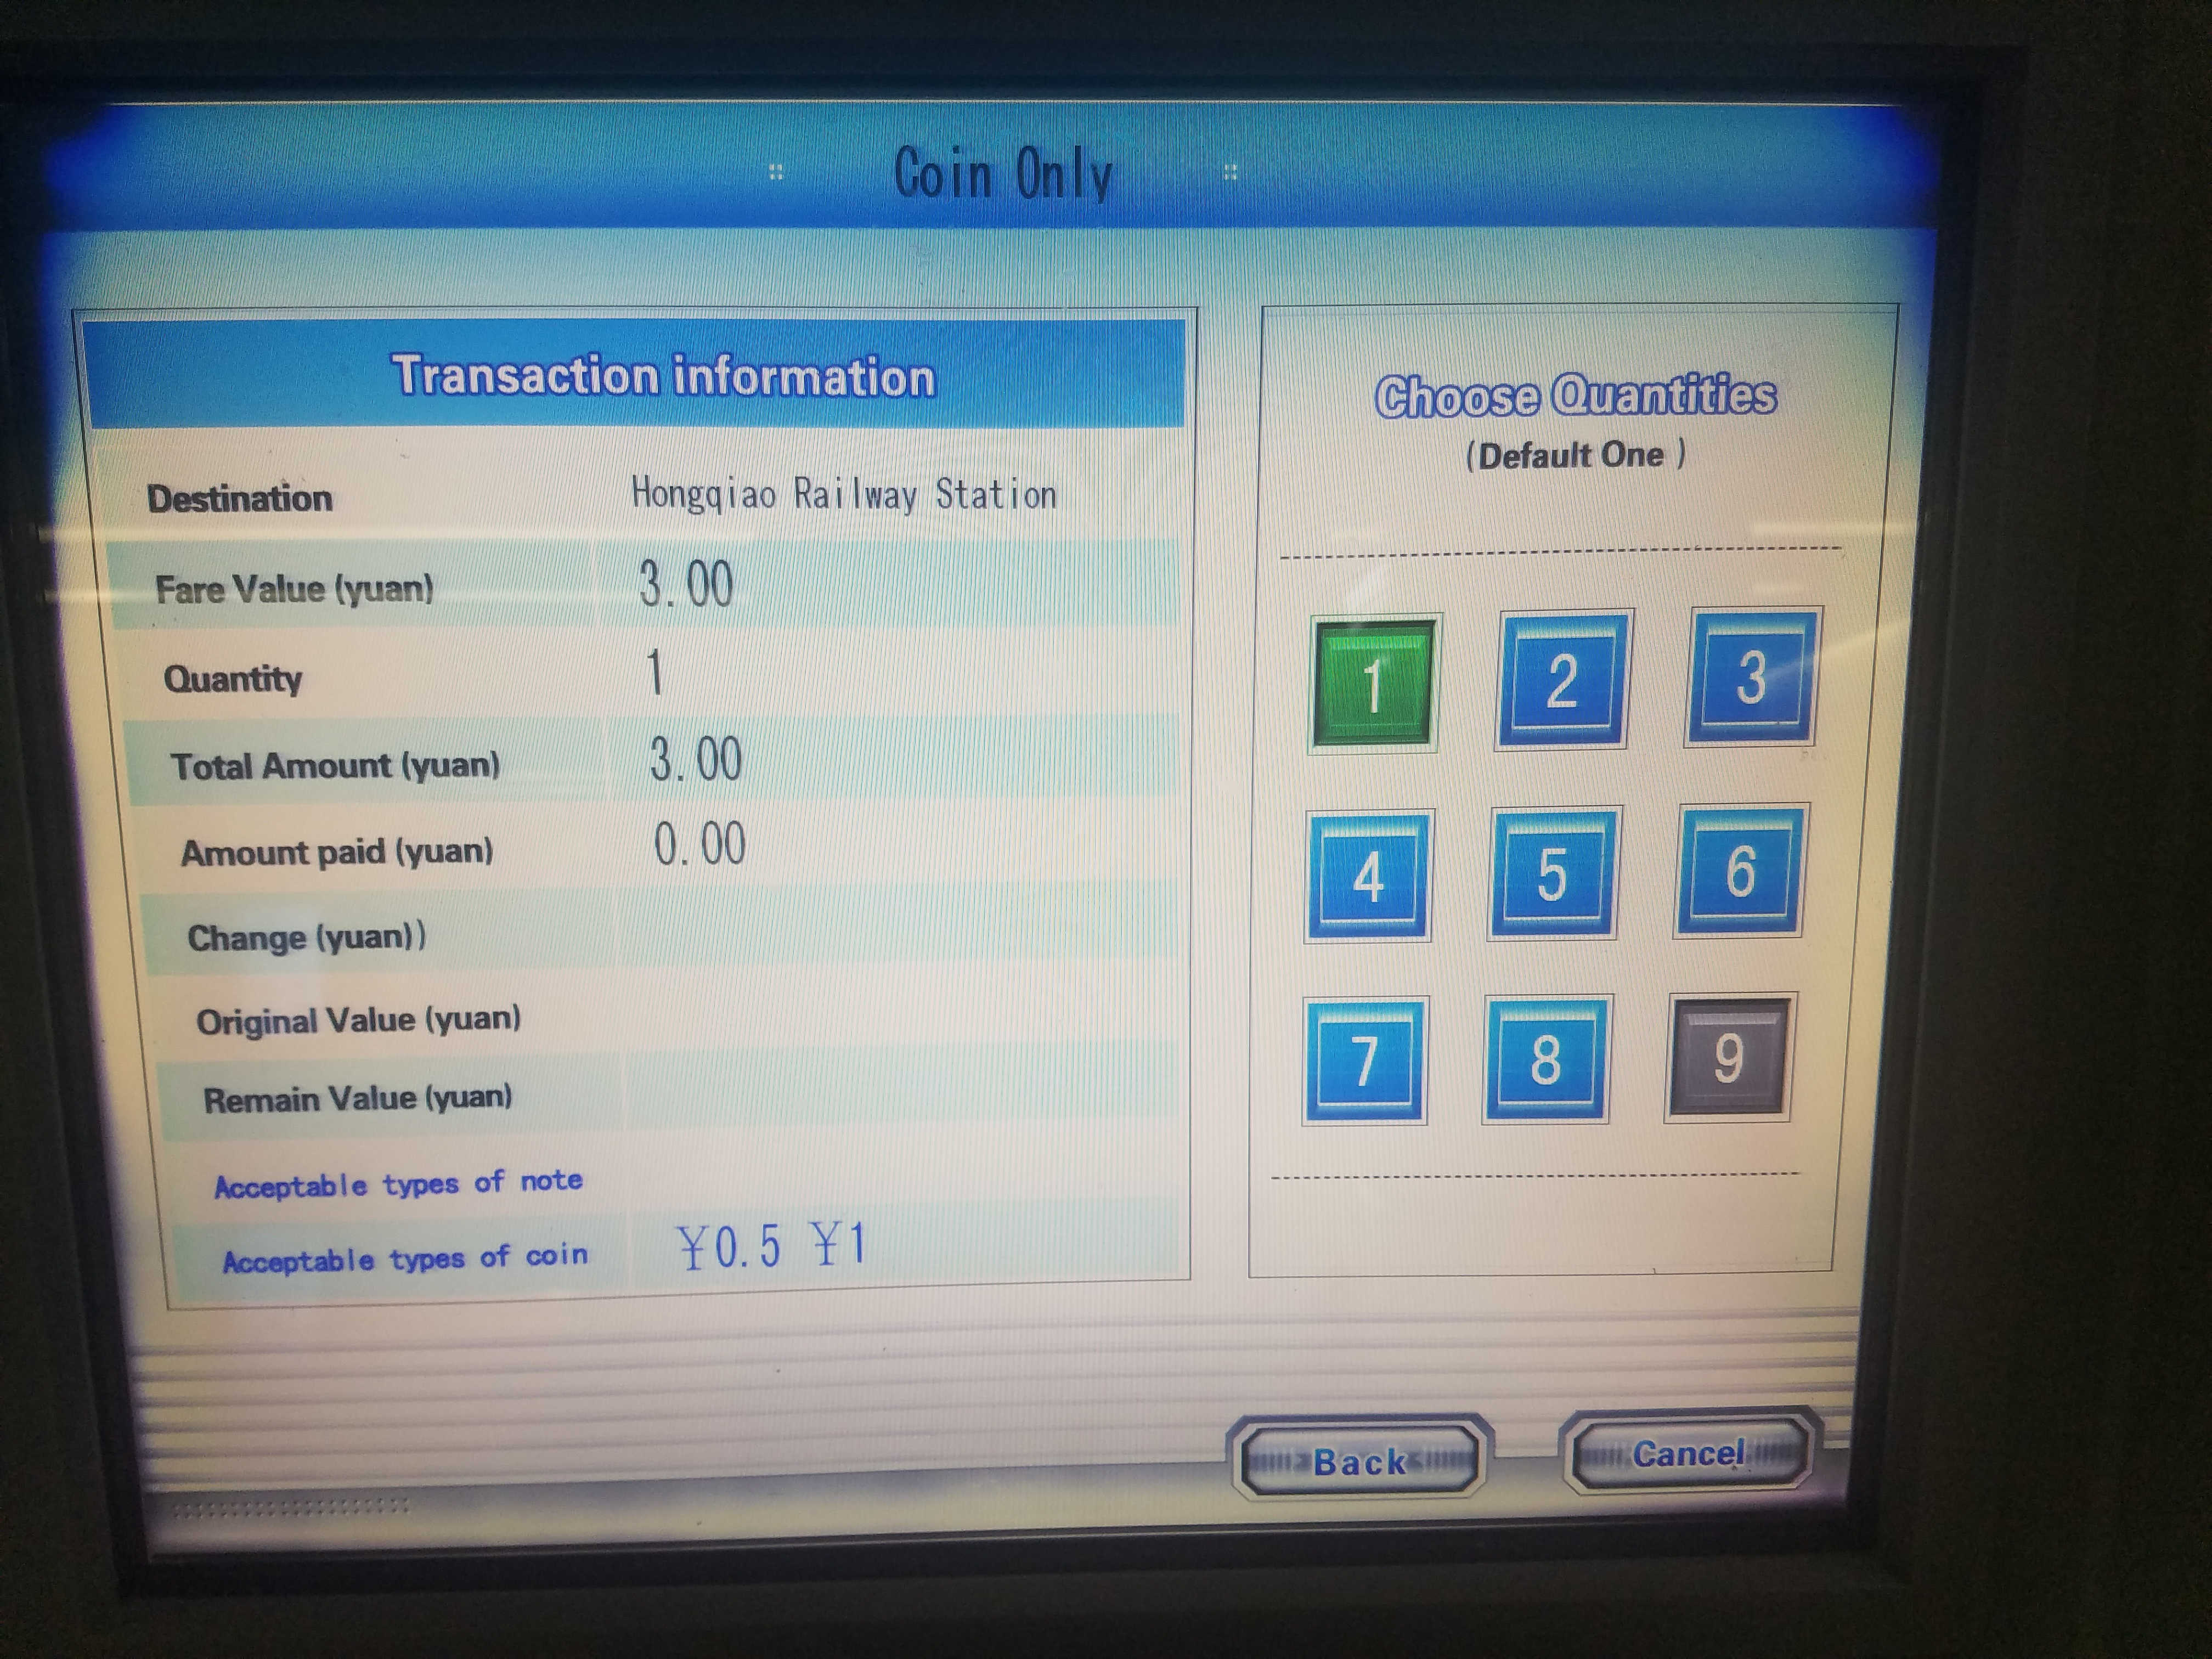 Coin Only
Transaction information
Destination Hongqiao Railway Station
Fare Value (yuan) 3.00
Quantity 1
Total Amount (yuan) 3.00
Amount paid (yuan) 0.00
Change (yuan))
Original Value (yuan)
Remain Value (yuan)
Acceptable types of note
Acceptable types of coin ¥0.5 ¥1
Choose Quantities
(Default One )
1 2 3
4 5 6
7 8 9
Back Cancel